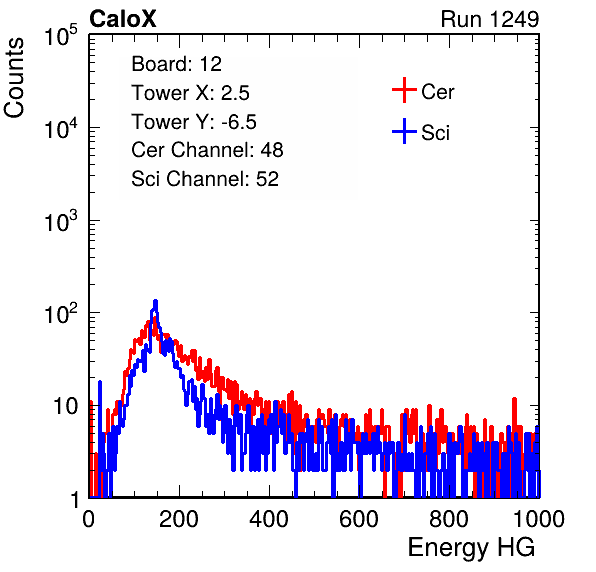 CaloX Run 1249
Counts
10^5
10^4
10^3
10^2
10
1
Board: 12
Tower X: 2.5
Tower Y: -6.5
Cer Channel: 48
Sci Channel: 52
Cer
Sci
0 200 400 600 800 1000
Energy HG